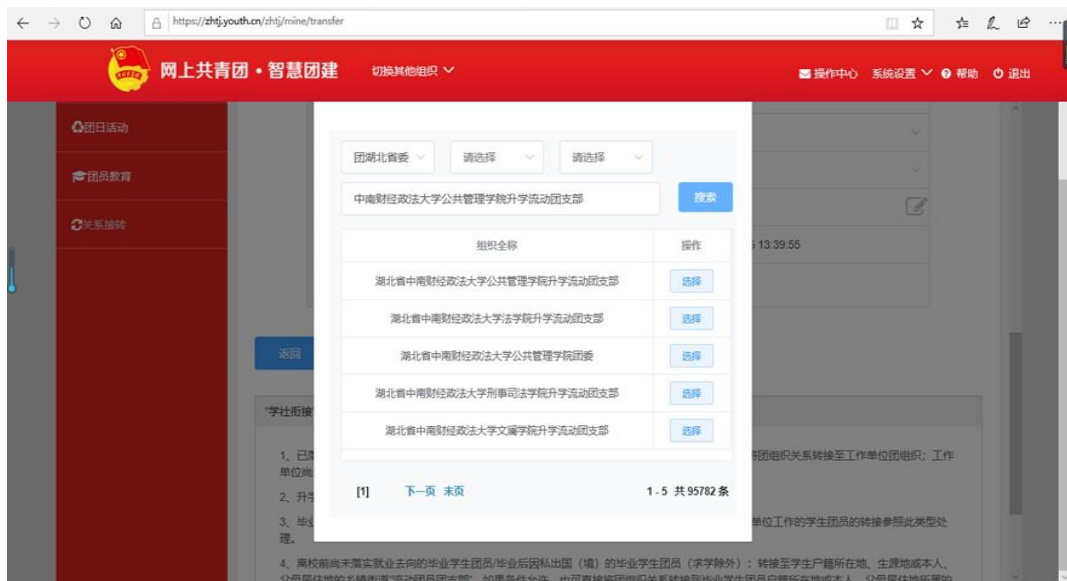 https://zhtj.youth.cn/zhtj/mine/transfer
网上共青团·智慧团建
切换其他组织
操作中心 系统设置 帮助 退出
团日活动
团员教育
关系接转
团湖北省委 请选择 请选择
中南财经政法大学公共管理学院升学流动团支部 搜索
组织全称 操作
13:39:55
湖北省中南财经政法大学公共管理学院升学流动团支部 选择
湖北省中南财经政法大学法学院升学流动团支部 选择
返回
湖北省中南财经政法大学公共管理学院团委 选择
湖北省中南财经政法大学刑事司法学院升学流动团支部 选择
"学社衔接
湖北省中南财经政法大学文澜学院升学流动团支部 选择
1、已
团组织关系转接至工作单位团组织；工作
单位尚
[1] 下一页 末页 1 - 5 共 95782 条
2、升学
3、毕业
单位工作的学生团员的转接参照此类型处
理。
4、离校前尚未落实就业去向的毕业学生团员/毕业后因私出国（境）的毕业学生团员（求学除外）：转接至学生户籍所在地、生源地或本人、